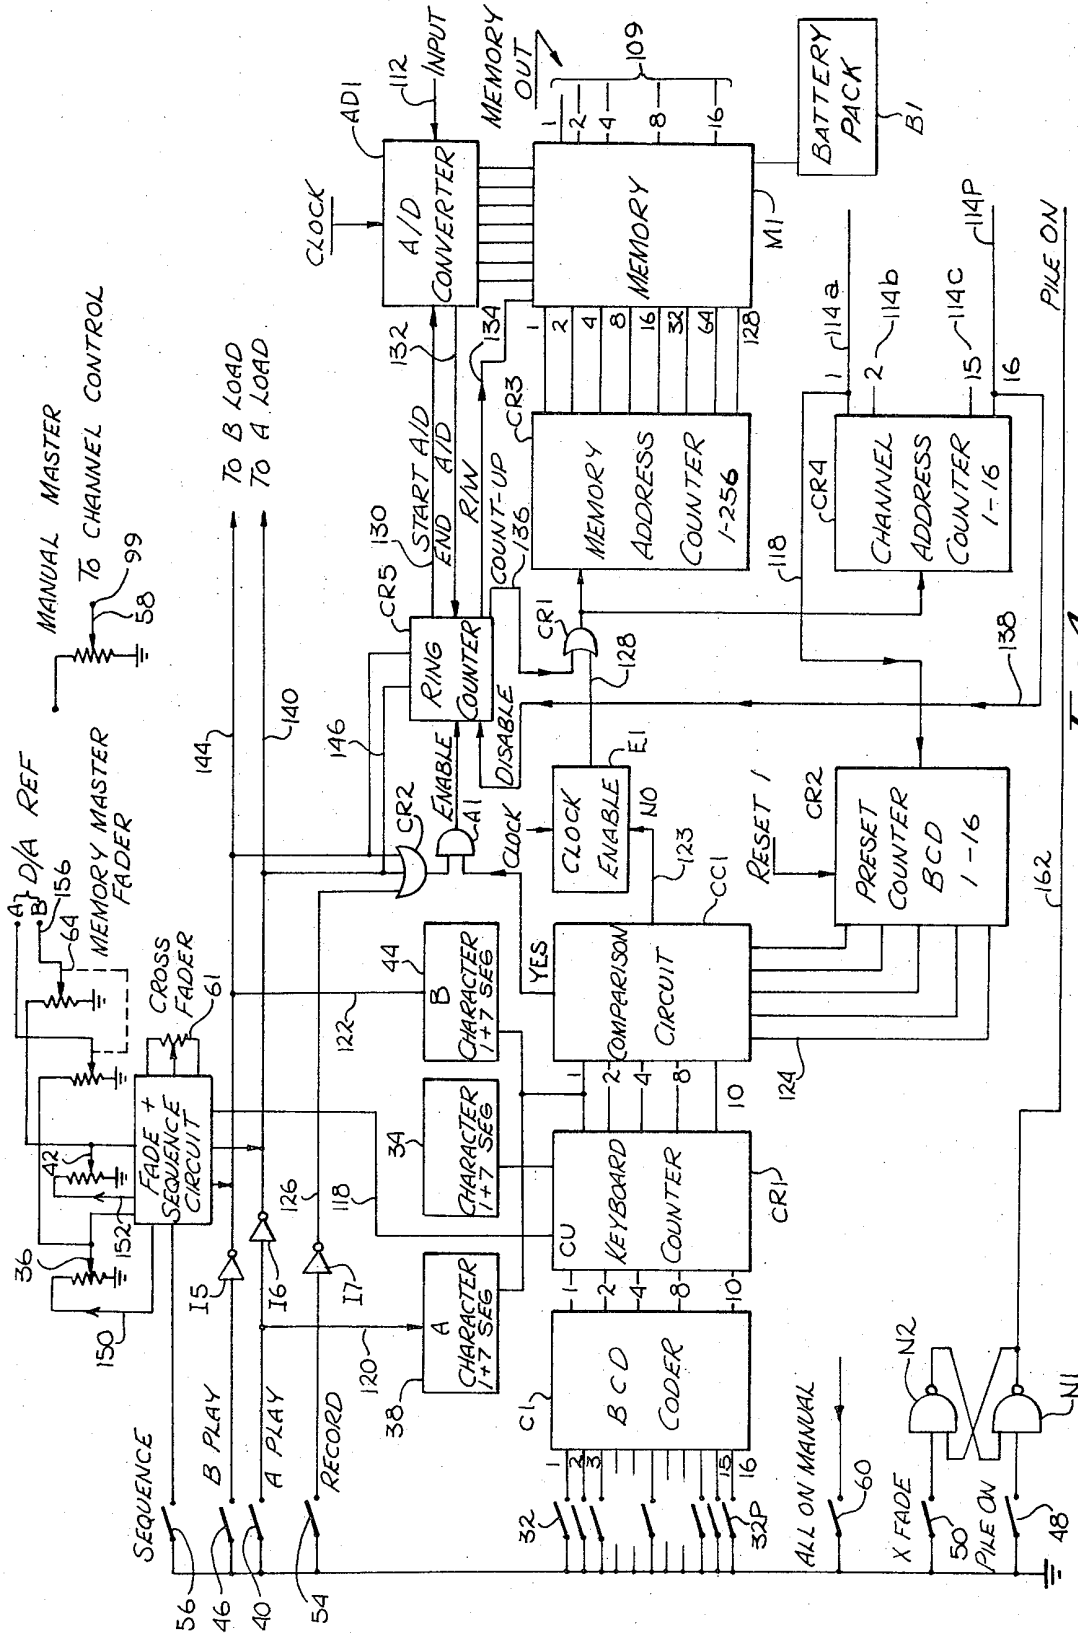 MANUAL MASTER
TO CHANNEL CONTROL
99
58
A
B
D/A REF
156
64
MEMORY MASTER
FADER
36
42
150
152
FADE +
SEQUENCE
CIRCUIT
CROSS
FADER
61
144
TO B LOAD
TO A LOAD
140
146
SEQUENCE
56
B PLAY
46
A PLAY
40
RECORD
54
I5
I6
I7
126
118
120
122
38
A
CHARACTER
1+7 SEG
34
CHARACTER
1+7 SEG
44
B
CHARACTER
1+7 SEG
CR2
A1
ENABLE
DISABLE
CR5
RING
COUNTER
130
START A/D
END A/D
132
R/W
134
COUNT-UP
136
CLOCK
AD1
A/D
CONVERTER
112
INPUT
MEMORY
OUT
109
1
2
4
8
16
MEMORY
M1
BATTERY
PACK
B1
1
2
4
8
16
32
64
128
CR3
MEMORY
ADDRESS
COUNTER
1-256
CR1
128
CLOCK
CLOCK
ENABLE
E1
NO
YES
123
CC1
COMPARISON
CIRCUIT
124
1
2
4
8
10
CU
KEYBOARD
COUNTER
CR1
1
2
4
8
10
C1
BCD
CODER
1
2
3
15
16
32
32P
RESET 1
CR2
PRESET
COUNTER
BCD
1-16
118
138
CR4
CHANNEL
ADDRESS
COUNTER
1-16
1
2
15
16
114a
114b
114c
114P
ALL ON MANUAL
60
X FADE
50
PILE ON
48
N2
N1
162
PILE ON